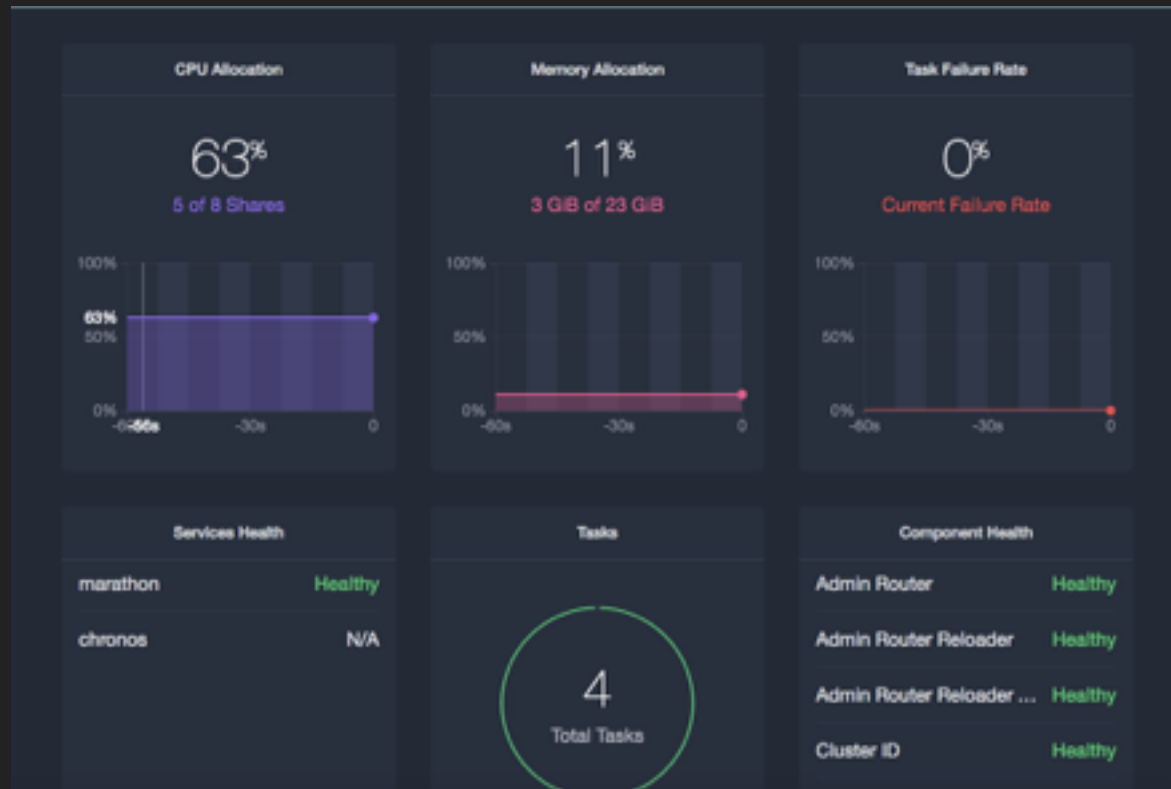 CPU Allocation
63%
5 of 8 Shares
100%
63%
50%
0%
-56s
-30s
0
Memory Allocation
11%
3 GiB of 23 GiB
100%
50%
0%
-60s
-30s
0
Task Failure Rate
0%
Current Failure Rate
100%
50%
0%
-60s
-30s
0
Services Health
marathon Healthy
chronos N/A
Tasks
4
Total Tasks
Component Health
Admin Router Healthy
Admin Router Reloader Healthy
Admin Router Reloader ... Healthy
Cluster ID Healthy